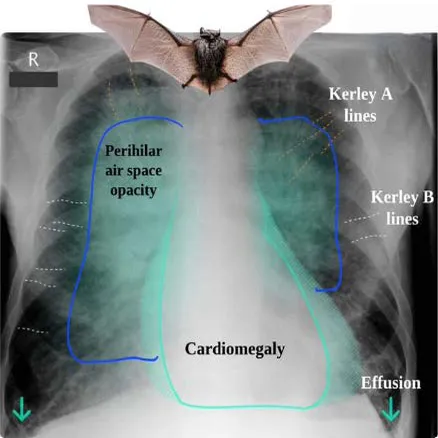 R
Kerley A
lines
Perihilar
air space
opacity
Kerley B
lines
Cardiomegaly
Effusion